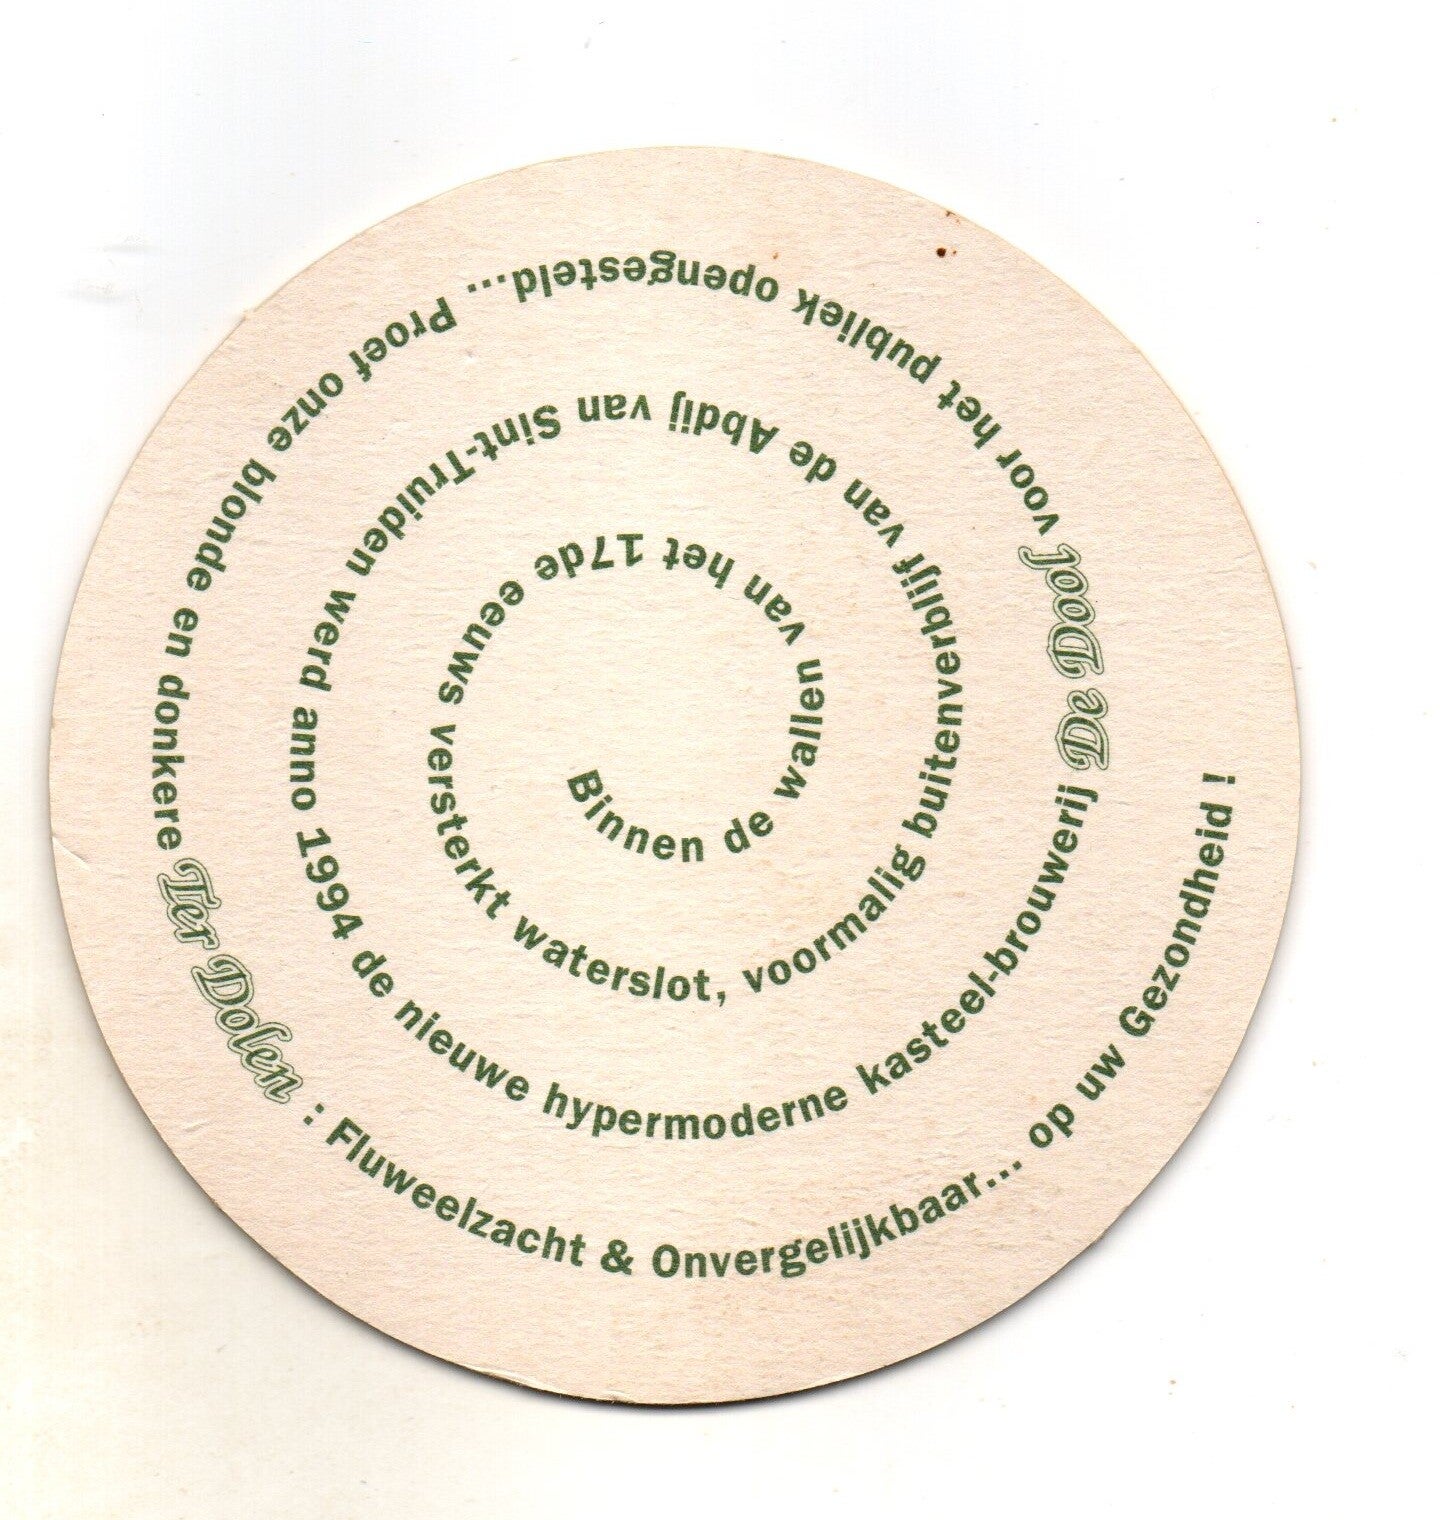 Binnen de wallen van het 17de eeuws versterkt waterslot, voormalig buitenverblijf van de Abdij van Sint-Truiden werd anno 1994 de nieuwe hypermoderne kasteel-brouwerij De Dool voor het publiek opengesteld... Proef onze blonde en donkere Ter Dolen : Fluweelzacht & Onvergelijkbaar... op uw Gezondheid !